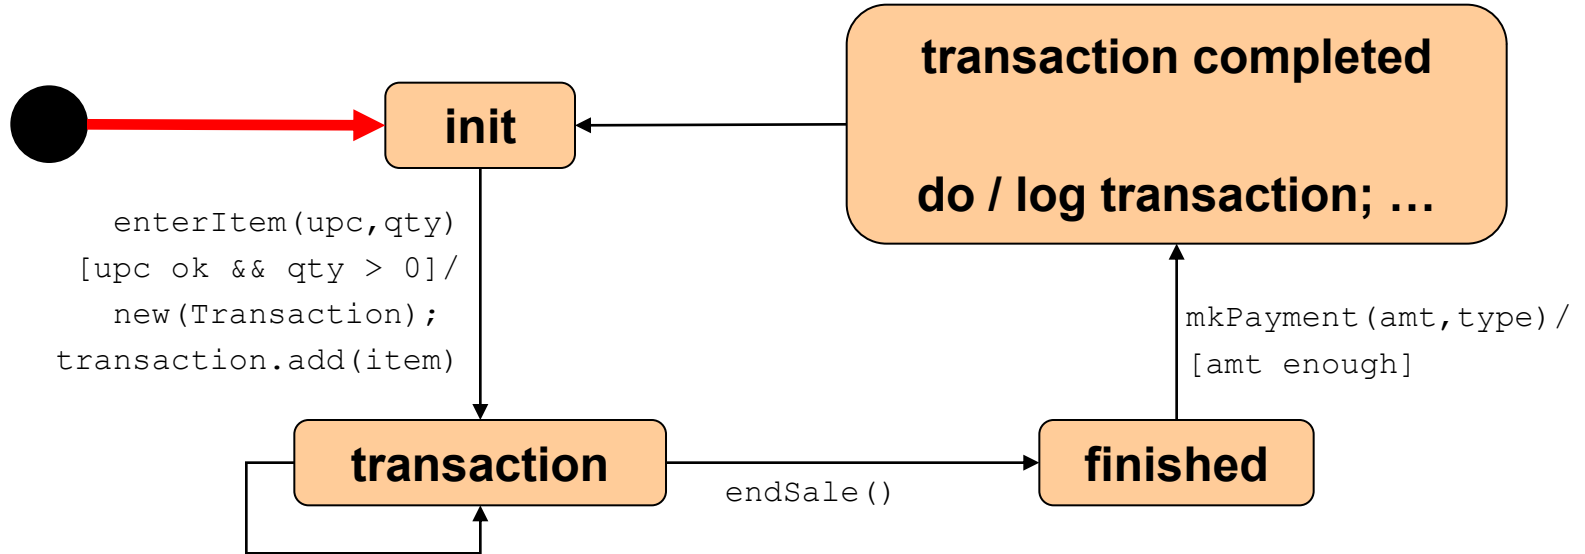 transaction completed
do / log transaction; …
init
enterItem(upc,qty)
[upc ok && qty > 0]/
new(Transaction);
transaction.add(item)
mkPayment(amt,type)/
[amt enough]
transaction
endSale()
finished